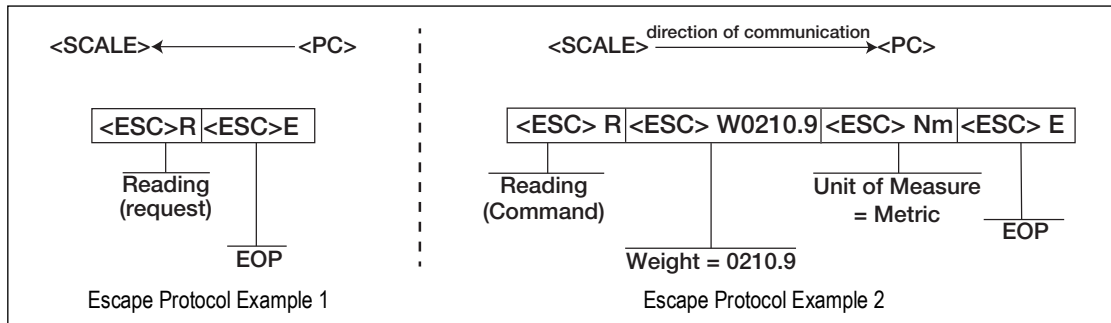 <SCALE> <PC>
<ESC>R <ESC>E
Reading
(request)
EOP
Escape Protocol Example 1
direction of communication
<SCALE> <PC>
<ESC> R <ESC> W0210.9 <ESC> Nm <ESC> E
Reading
(Command)
Unit of Measure
= Metric
EOP
Weight = 0210.9
Escape Protocol Example 2